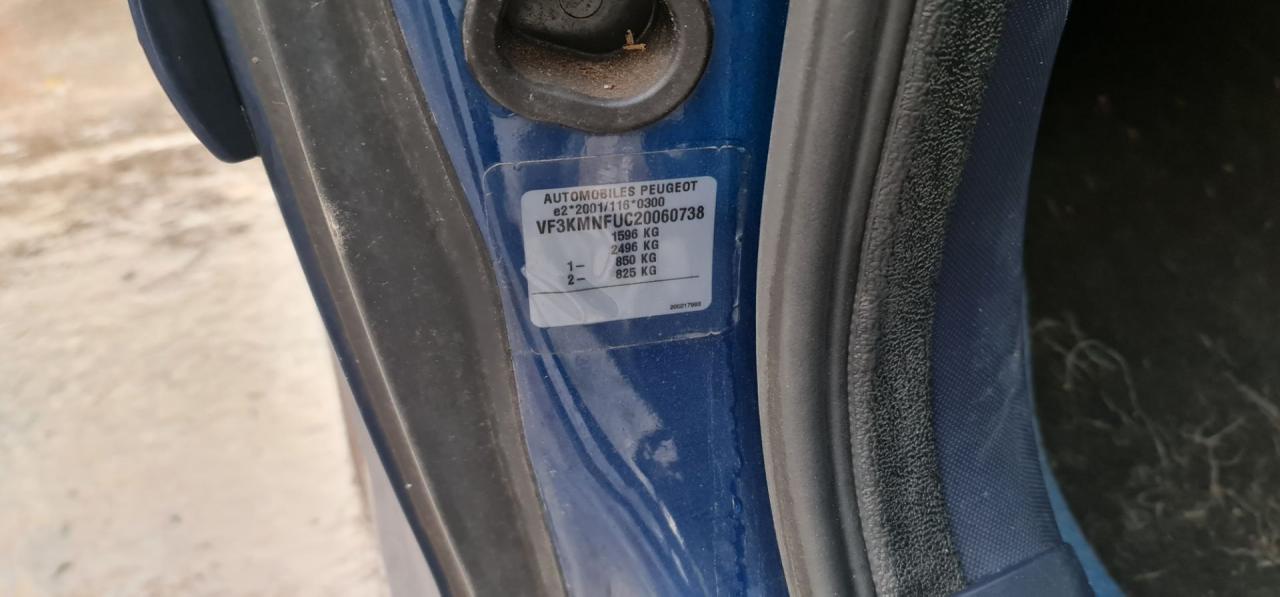 AUTOMOBILES PEUGEOT
e2*2001/116*0300
VF3KMNFUC20060738
1596 KG
2496 KG
1- 850 KG
2- 825 KG